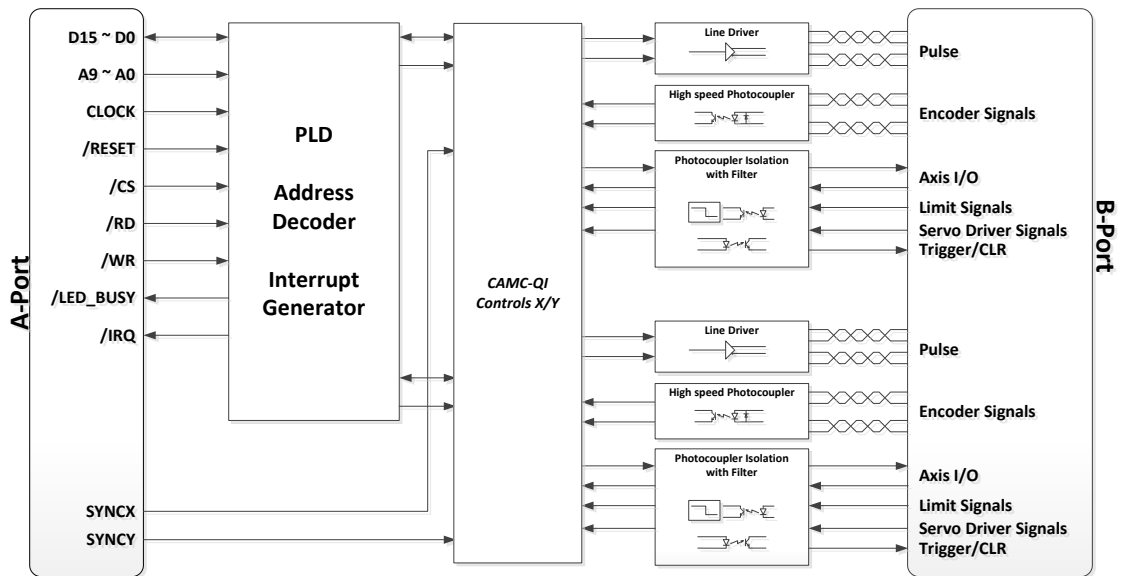 A-Port
D15 ~ D0
A9 ~ A0
CLOCK
/RESET
/CS
/RD
/WR
/LED_BUSY
/IRQ
SYNCX
SYNCY
PLD
Address
Decoder
Interrupt
Generator
CAMC-QI
Controls X/Y
Line Driver
High speed Photocoupler
Photocoupler Isolation
with Filter
Line Driver
High speed Photocoupler
Photocoupler Isolation
with Filter
Pulse
Encoder Signals
Axis I/O
Limit Signals
Servo Driver Signals
Trigger/CLR
Pulse
Encoder Signals
Axis I/O
Limit Signals
Servo Driver Signals
Trigger/CLR
B-Port